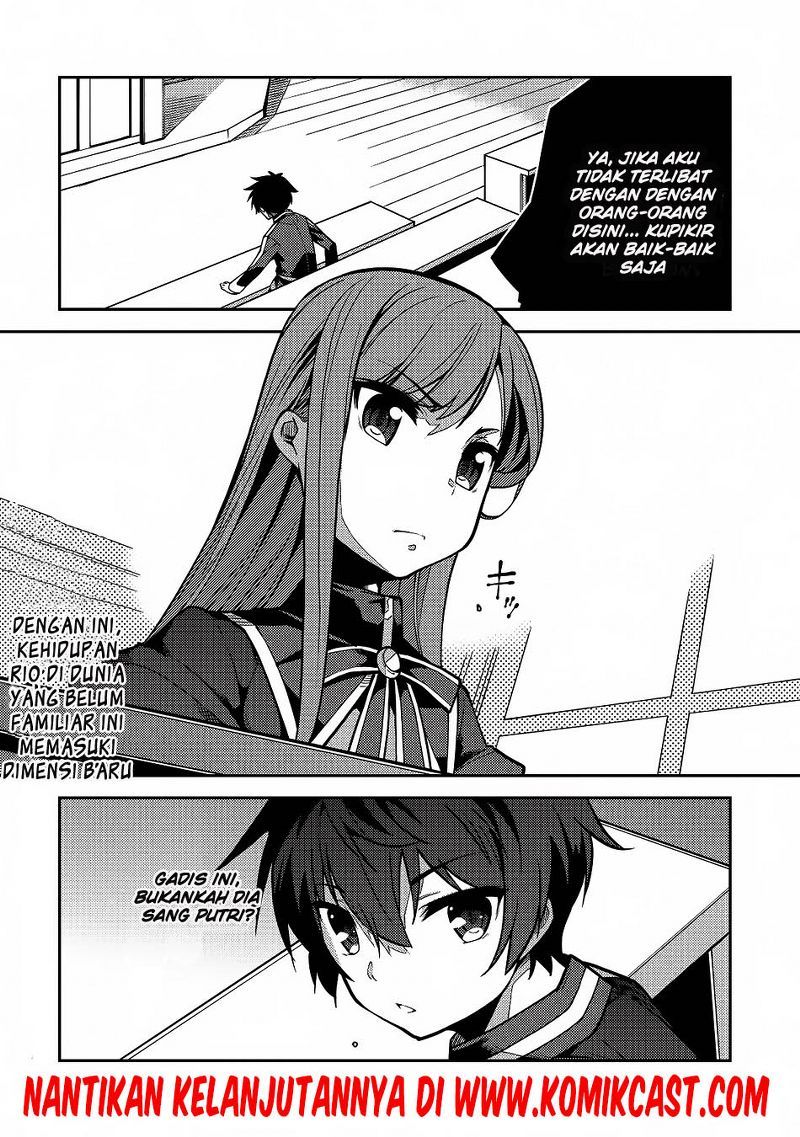 YA, JIKA AKU
TIDAK TERLIBAT
DENGAN DENGAN
ORANG-ORANG
DISINI... KUPIKIR
AKAN BAIK-BAIK
SAJA
キッ!!
DENGAN INI,
KEHIDUPAN
RIO DI DUNIA
YANG BELUM
FAMILIAR INI
MEMASUKI
DIMENSI BARU
GADIS INI,
BUKANKAH DIA
SANG PUTRI?
NANTIKAN KELANJUTANNYA DI WWW.KOMIKCAST.COM